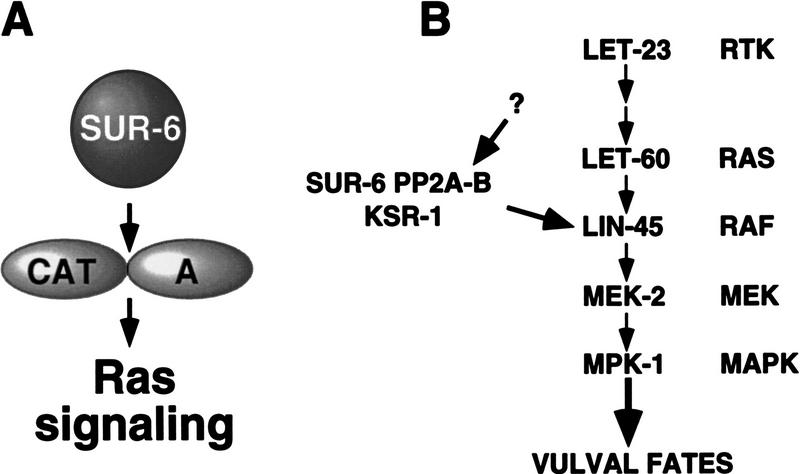 A
SUR-6
CAT A
Ras
signaling
B
LET-23 RTK
?
LET-60 RAS
SUR-6 PP2A-B
KSR-1
LIN-45 RAF
MEK-2 MEK
MPK-1 MAPK
VULVAL FATES